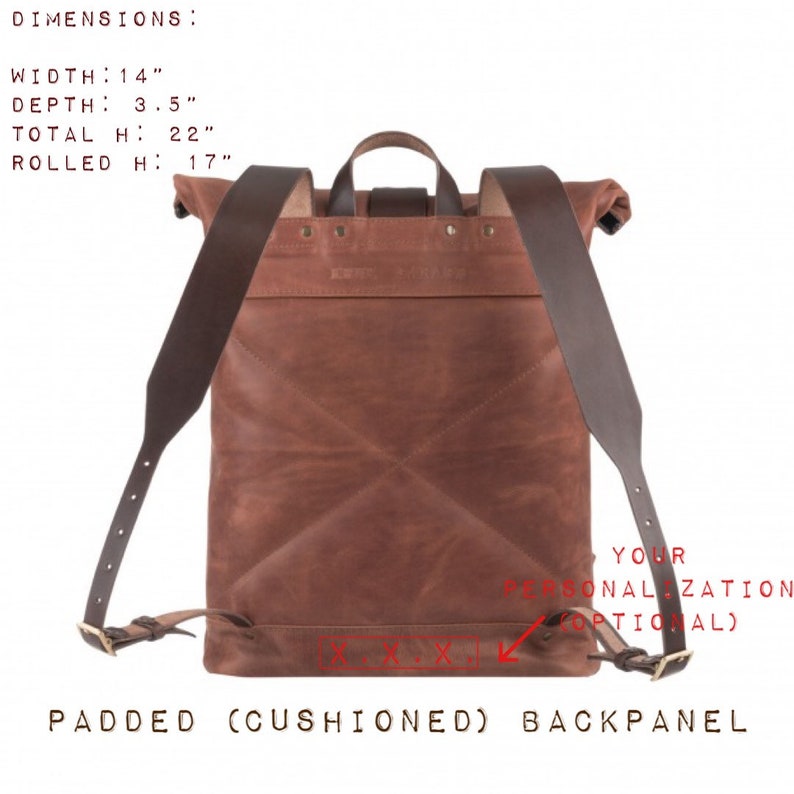 DIMENSIONS:
WIDTH:14"
DEPTH: 3.5"
TOTAL H: 22"
ROLLED H: 17"
YOUR
PERSONALIZATION
(OPTIONAL)
X.X.X.
PADDED (CUSHIONED) BACKPANEL